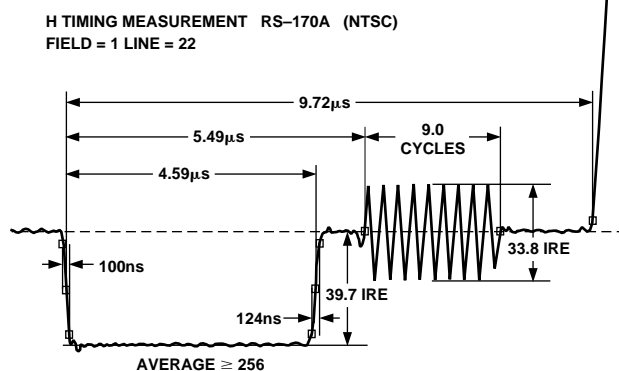 H TIMING MEASUREMENT RS–170A (NTSC)
FIELD = 1 LINE = 22
9.72μs
5.49μs
9.0
CYCLES
4.59μs
100ns
33.8 IRE
39.7 IRE
124ns
AVERAGE ≥ 256